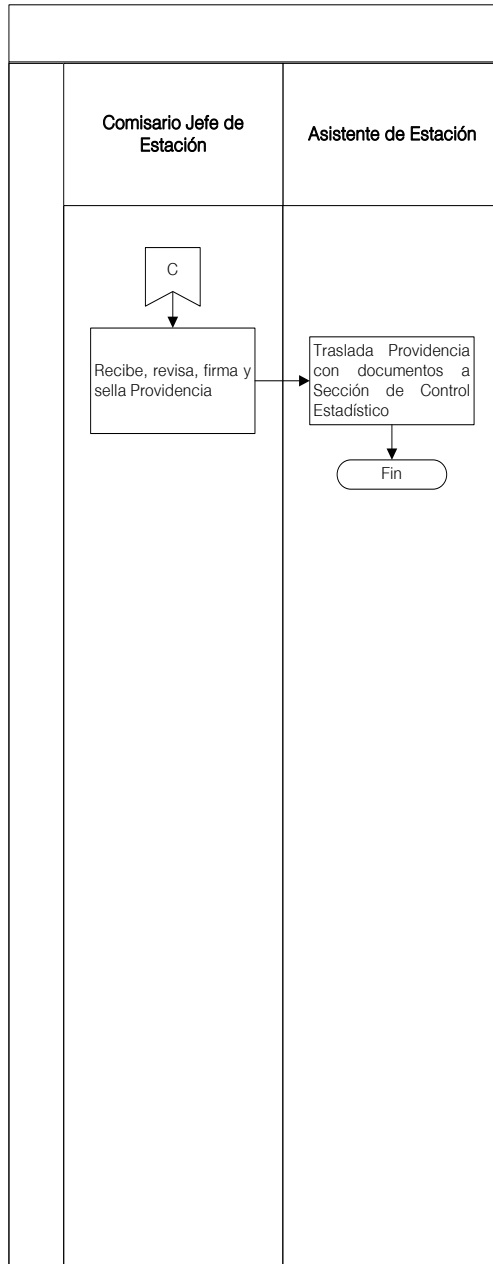 Comisario Jefe de
Estación
Asistente de Estación
C
Recibe, revisa, firma y
sella Providencia
Traslada Providencia
con documentos a
Sección de Control
Estadístico
Fin